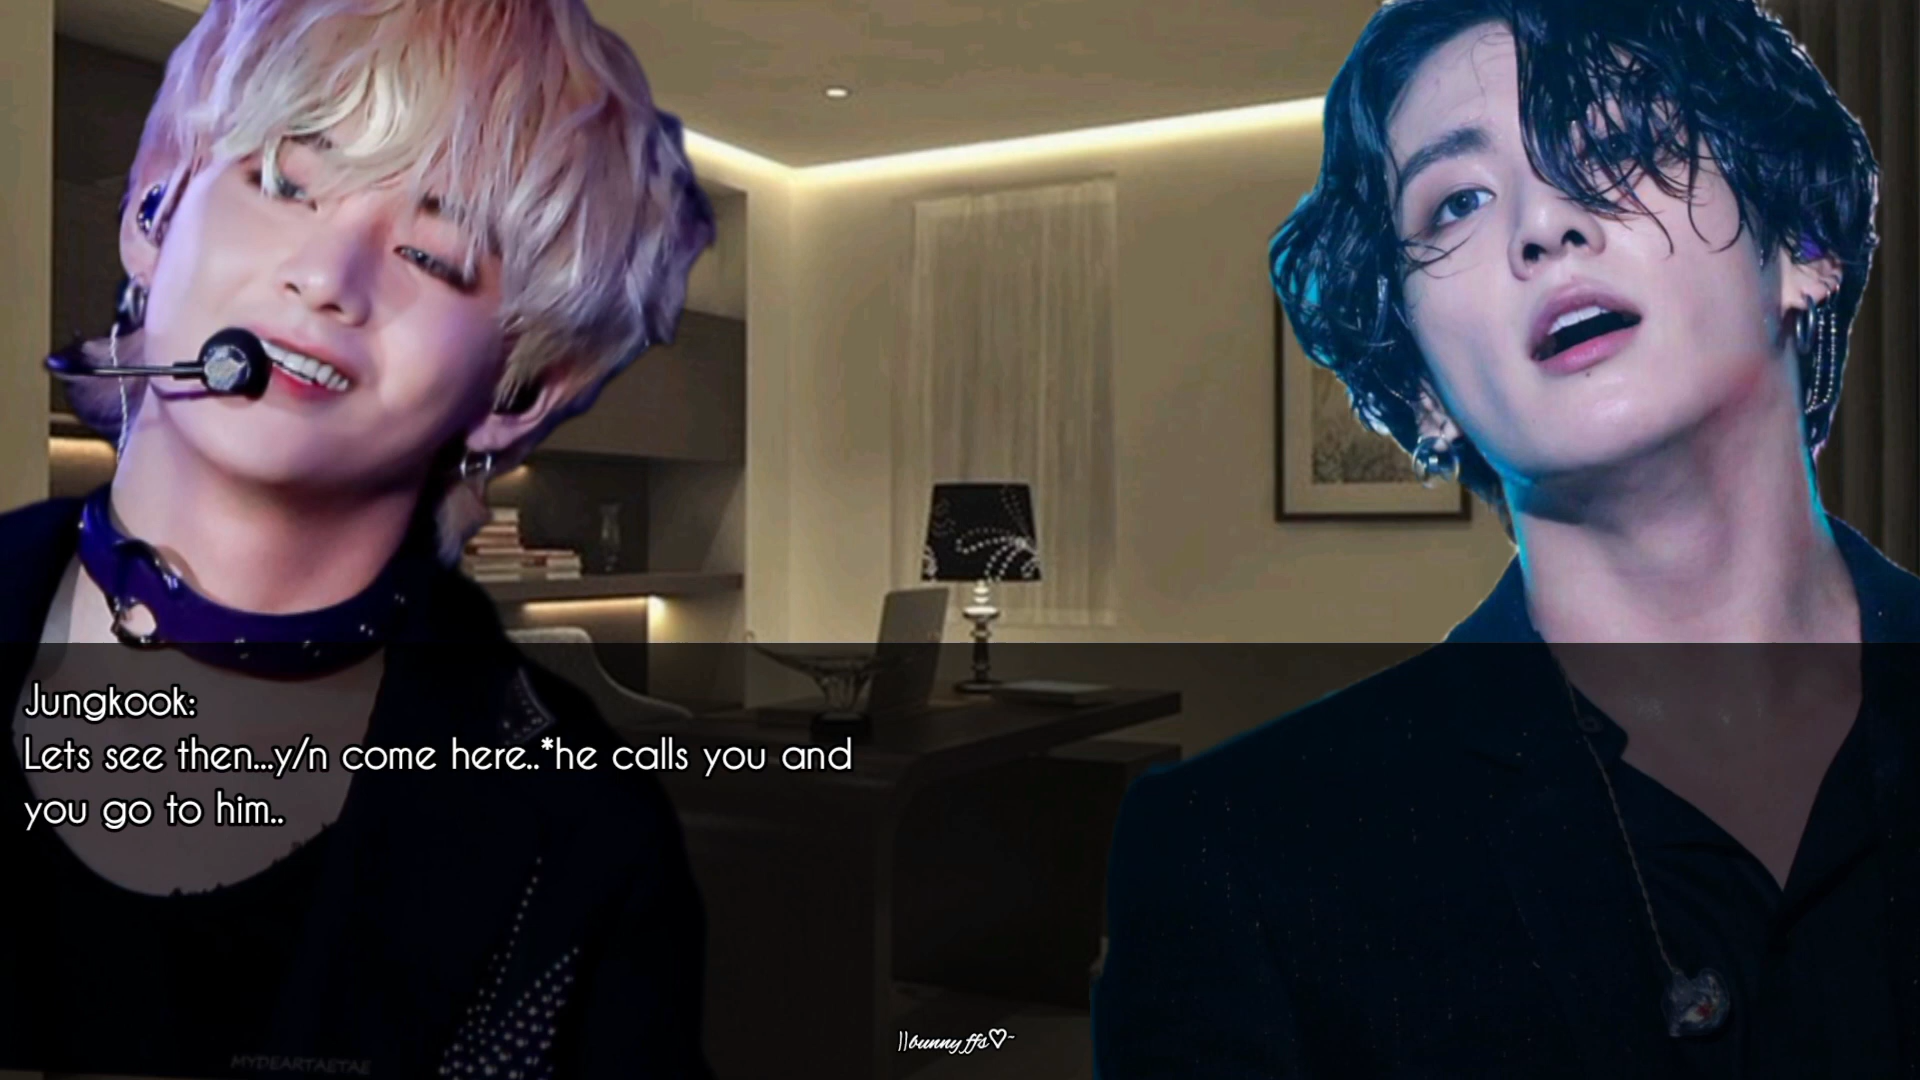 Jungkook:
Lets see then...y/n come here..*he calls you and
you go to him..
||bunny ffs♡~
MYDEARTAETAE